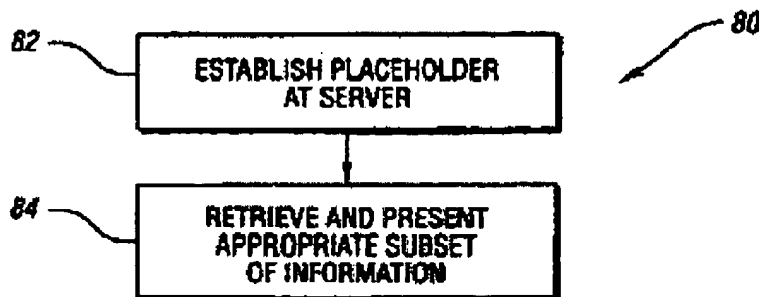 82
80
ESTABLISH PLACEHOLDER
AT SERVER
84
RETRIEVE AND PRESENT
APPROPRIATE SUBSET
OF INFORMATION